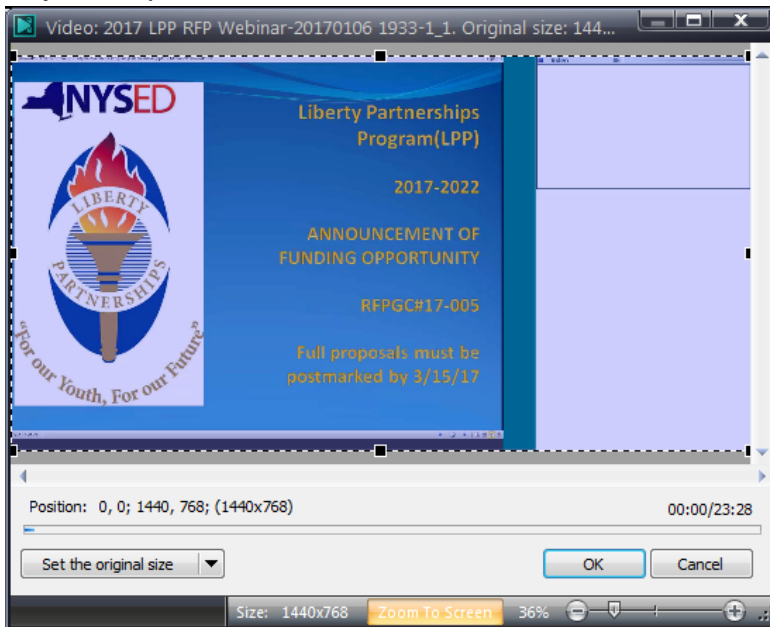 Video: 2017 LPP RFP Webinar-20170106 1933-1_1. Original size: 144...
NYSED
LIBERTY
PARTNERSHIPS
“For our Youth, For our Future”
Liberty Partnerships
Program(LPP)
2017-2022
ANNOUNCEMENT OF
FUNDING OPPORTUNITY
RFPGC#17-005
Full proposals must be
postmarked by 3/15/17
Position: 0, 0; 1440, 768; (1440x768)
00:00/23:28
Set the original size
OK
Cancel
Size: 1440x768
Zoom To Screen
36%